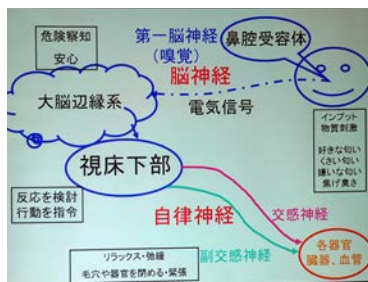 危険察知
安心
第一脳神経
(嗅覚)
鼻腔受容体
脳神経
大脳辺縁系
電気信号
インプット
物質刺激
好きな匂い
くさい匂い
嫌いな匂い
焦げ臭さ
視床下部
反応を検討
行動を指令
自律神経
交感神経
副交感神経
各器官
臓器、血管
リラックス・弛緩
毛穴や器官を閉める・緊張